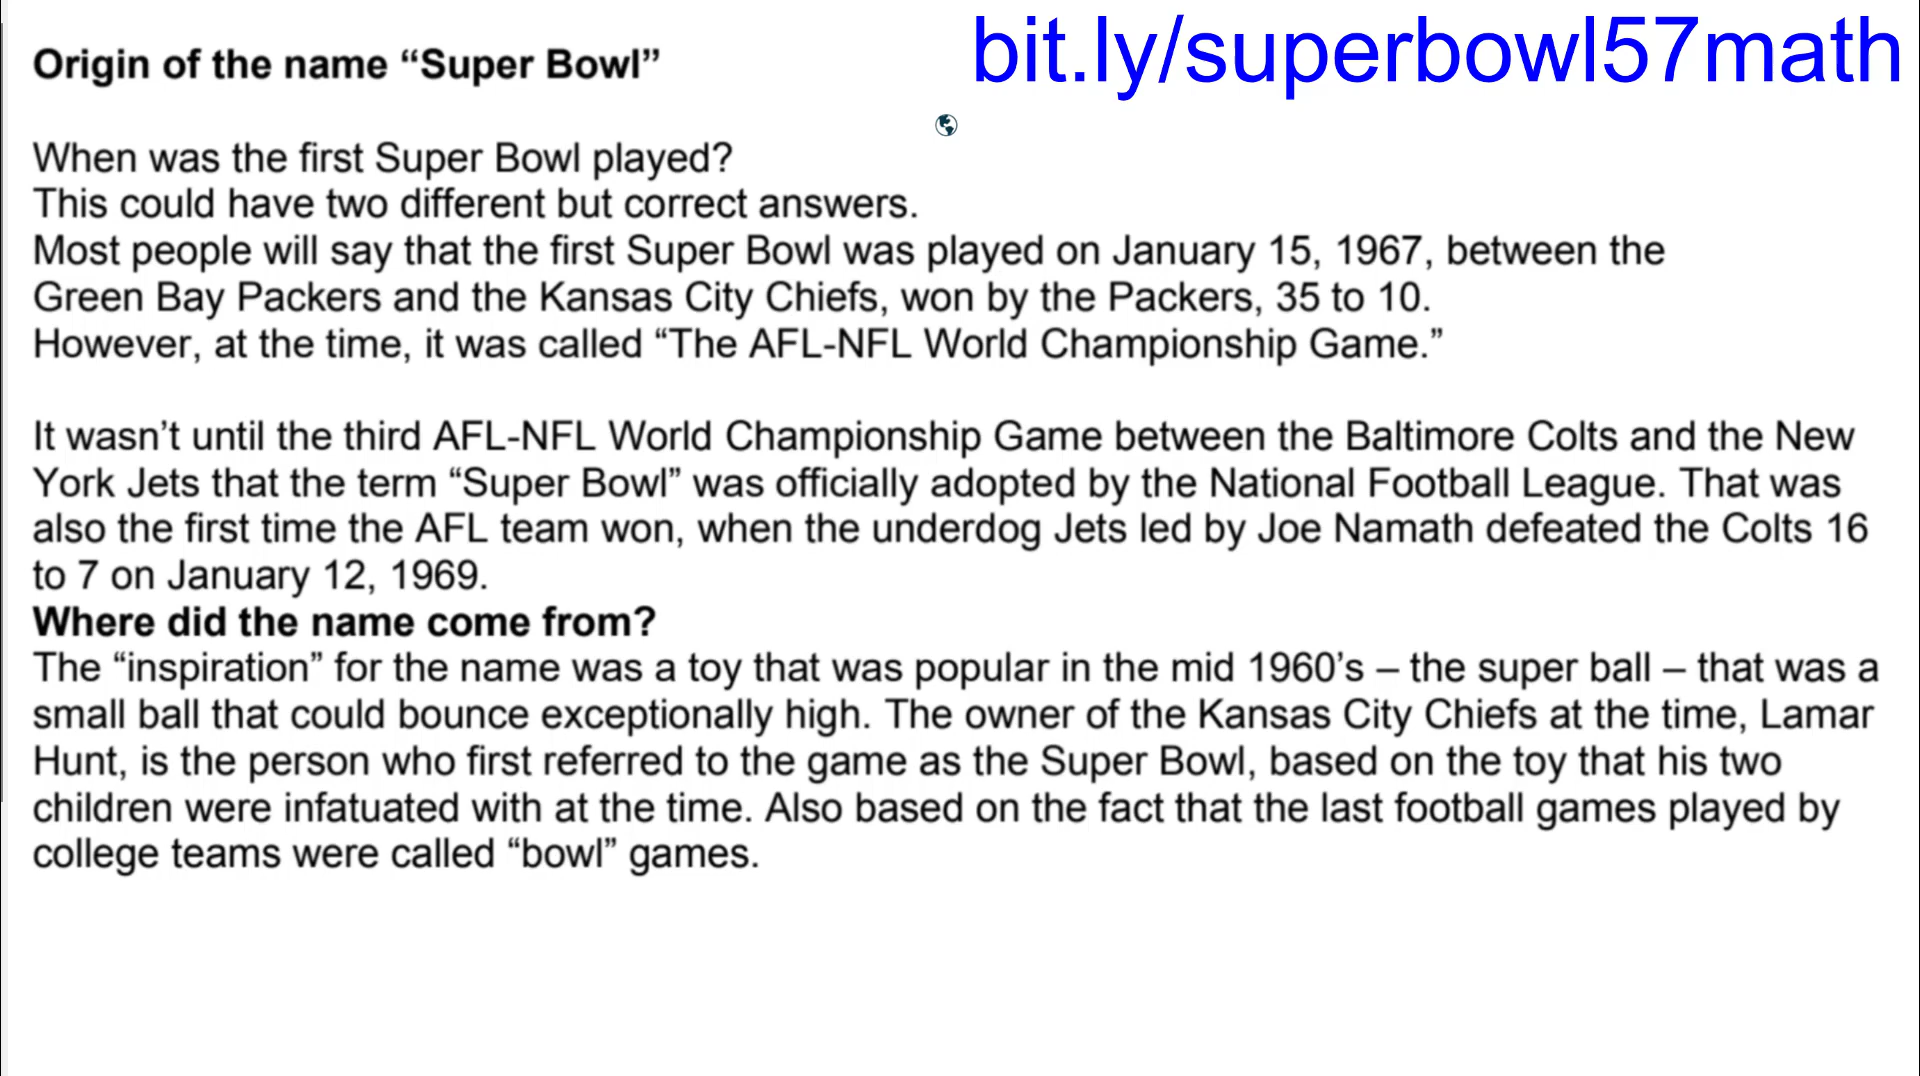 Origin of the name “Super Bowl”
bit.ly/superbowl57math
When was the first Super Bowl played?
This could have two different but correct answers.
Most people will say that the first Super Bowl was played on January 15, 1967, between the
Green Bay Packers and the Kansas City Chiefs, won by the Packers, 35 to 10.
However, at the time, it was called “The AFL-NFL World Championship Game.”
It wasn’t until the third AFL-NFL World Championship Game between the Baltimore Colts and the New
York Jets that the term “Super Bowl” was officially adopted by the National Football League. That was
also the first time the AFL team won, when the underdog Jets led by Joe Namath defeated the Colts 16
to 7 on January 12, 1969.
Where did the name come from?
The “inspiration” for the name was a toy that was popular in the mid 1960’s – the super ball – that was a
small ball that could bounce exceptionally high. The owner of the Kansas City Chiefs at the time, Lamar
Hunt, is the person who first referred to the game as the Super Bowl, based on the toy that his two
children were infatuated with at the time. Also based on the fact that the last football games played by
college teams were called “bowl” games.